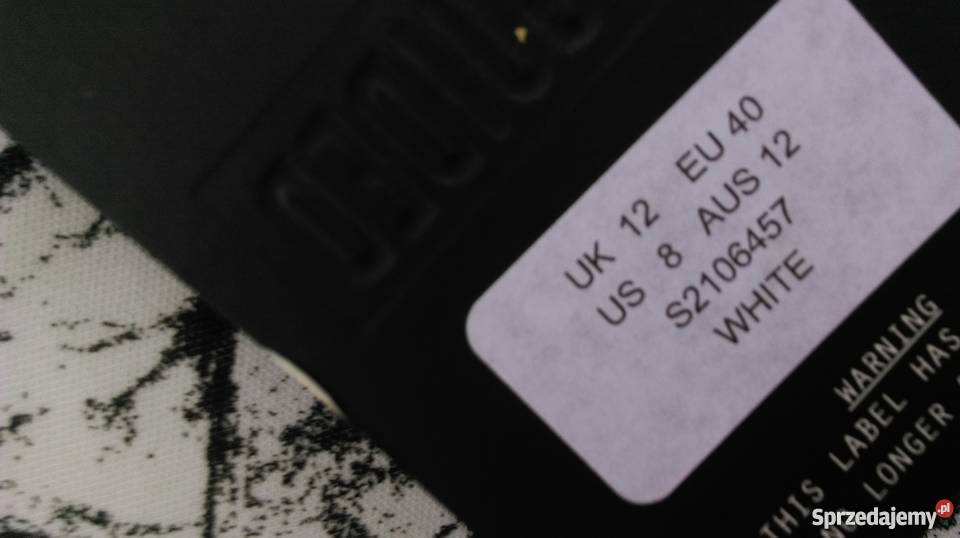 UK 12 EU 40
US 8 AUS 12
S2106457
WHITE
WARNING
THIS LABEL HAS
LONGER
Sprzedajemy.pl